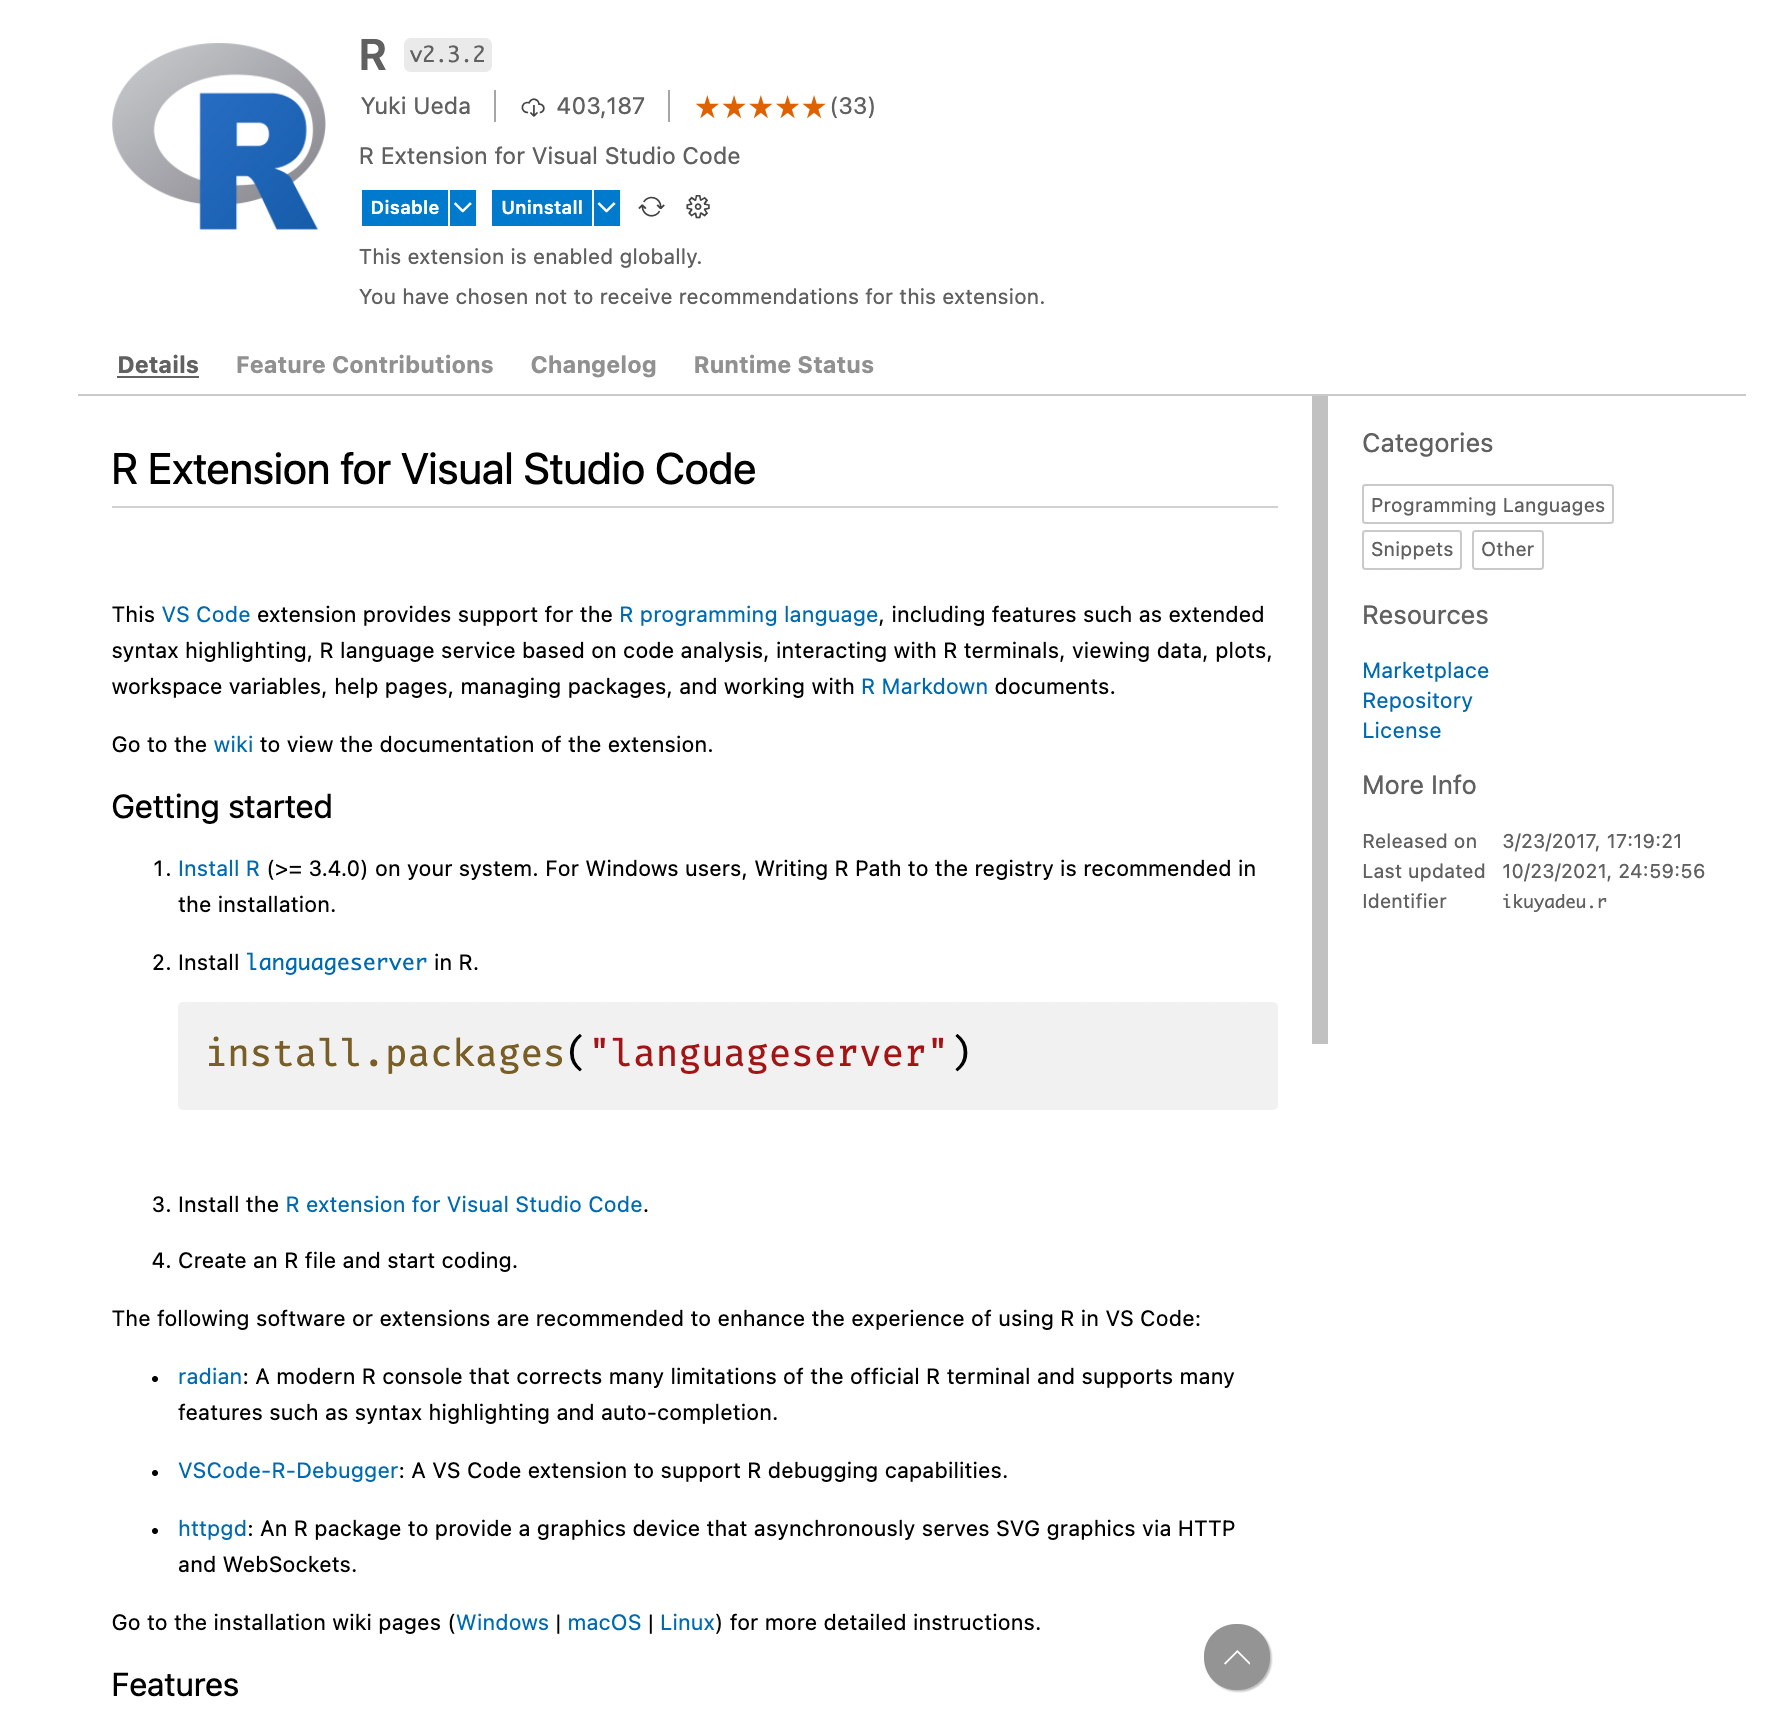 R
R v2.3.2
Yuki Ueda 403,187 ★★★★★(33)
R Extension for Visual Studio Code
Disable Uninstall
This extension is enabled globally.
You have chosen not to receive recommendations for this extension.
Details Feature Contributions Changelog Runtime Status
R Extension for Visual Studio Code
This VS Code extension provides support for the R programming language, including features such as extended
syntax highlighting, R language service based on code analysis, interacting with R terminals, viewing data, plots,
workspace variables, help pages, managing packages, and working with R Markdown documents.
Go to the wiki to view the documentation of the extension.
Getting started
1. Install R (>= 3.4.0) on your system. For Windows users, Writing R Path to the registry is recommended in
the installation.
2. Install languageserver in R.
install.packages("languageserver")
3. Install the R extension for Visual Studio Code.
4. Create an R file and start coding.
The following software or extensions are recommended to enhance the experience of using R in VS Code:
• radian: A modern R console that corrects many limitations of the official R terminal and supports many
features such as syntax highlighting and auto-completion.
• VSCode-R-Debugger: A VS Code extension to support R debugging capabilities.
• httpgd: An R package to provide a graphics device that asynchronously serves SVG graphics via HTTP
and WebSockets.
Go to the installation wiki pages (Windows | macOS | Linux) for more detailed instructions.
Features
Categories
Programming Languages
Snippets Other
Resources
Marketplace
Repository
License
More Info
Released on 3/23/2017, 17:19:21
Last updated 10/23/2021, 24:59:56
Identifier ikuyadeu.r